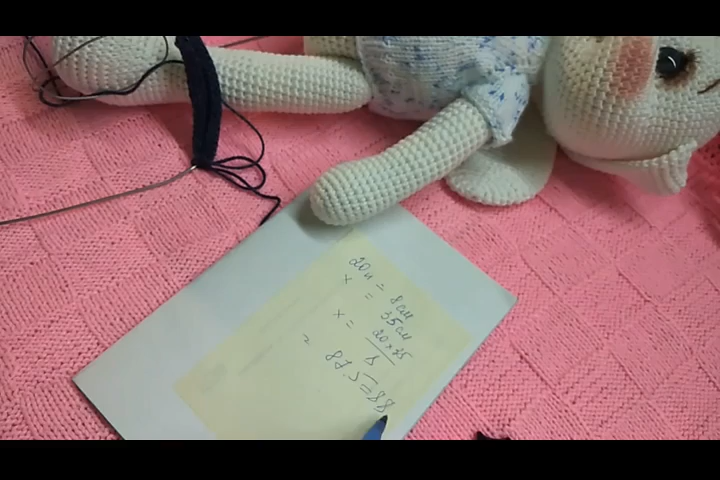 20п = 8см
x = 35см
x = 20×35
8
87.5=88